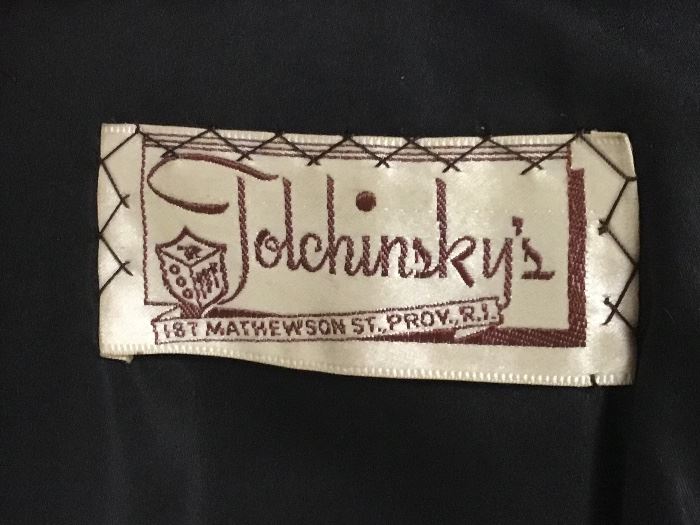 Tolchinsky's
187 MATHEWSON ST., PROV., R.I.